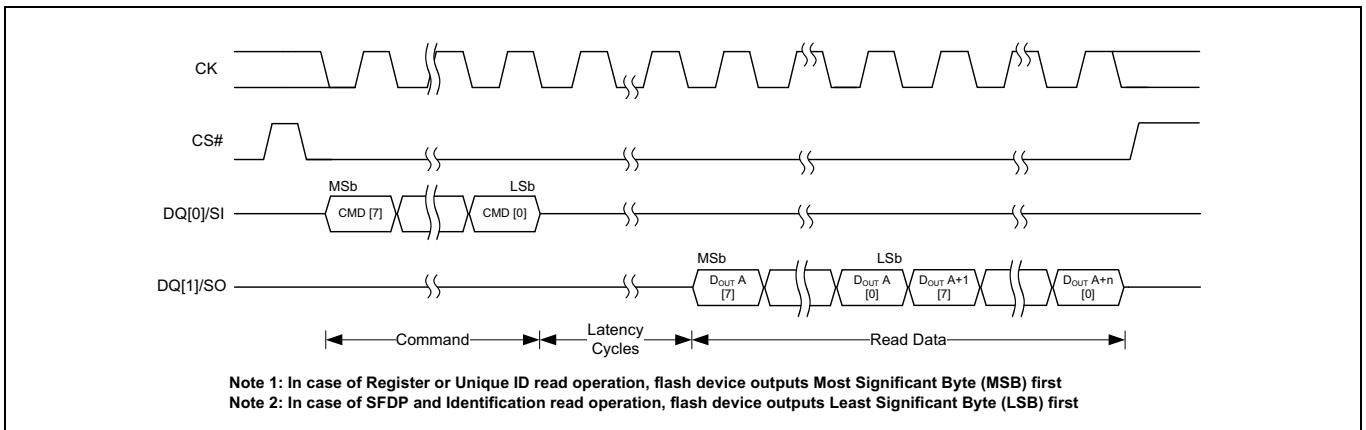 CK
CS#
MSb LSb
DQ[0]/SI CMD [7] CMD [0]
MSb LSb
DQ[1]/SO DOUT A [7] DOUT A [0] DOUT A+1 [7] DOUT A+n [0]
Command Latency Cycles Read Data
Note 1: In case of Register or Unique ID read operation, flash device outputs Most Significant Byte (MSB) first
Note 2: In case of SFDP and Identification read operation, flash device outputs Least Significant Byte (LSB) first